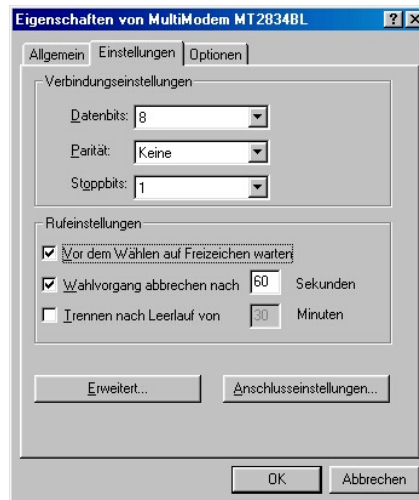 Eigenschaften von MultiModem MT2834BL
Allgemein Einstellungen Optionen
Verbindungseinstellungen
Datenbits: 8
Parität: Keine
Stoppbits: 1
Rufeinstellungen
Vor dem Wählen auf Freizeichen warten
Wahlvorgang abbrechen nach 60 Sekunden
Trennen nach Leerlauf von 30 Minuten
Erweitert... Anschlusseinstellungen...
OK Abbrechen